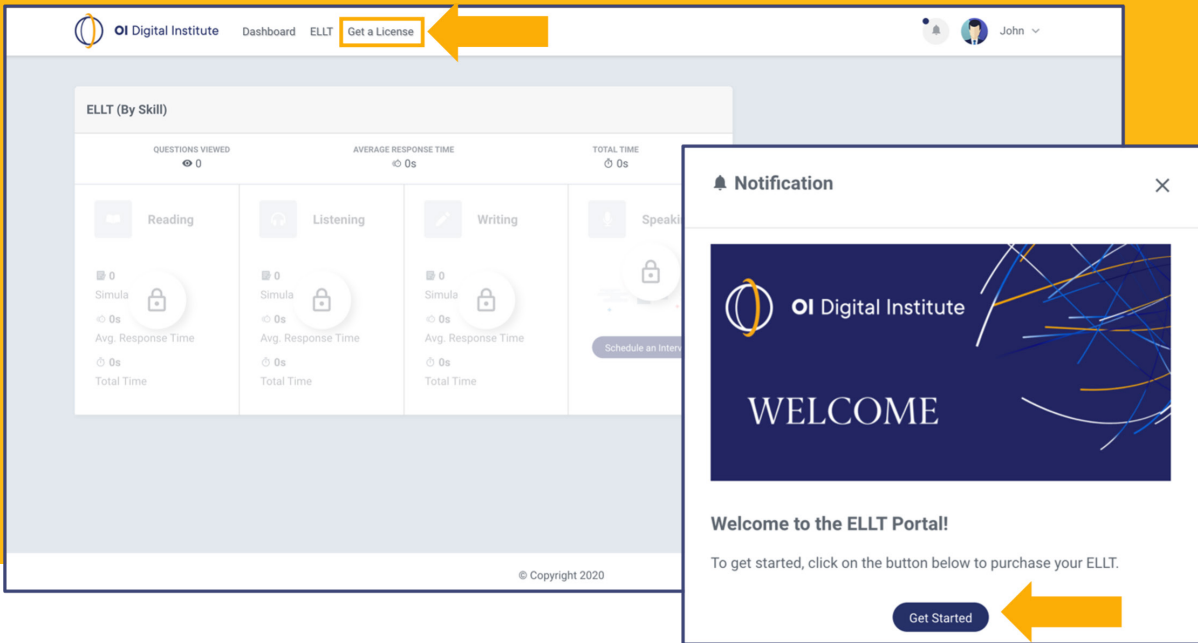 OI Digital Institute Dashboard ELLT Get a License John
ELLT (By Skill)
QUESTIONS VIEWED AVERAGE RESPONSE TIME TOTAL TIME
0 0s 0s
Reading Listening Writing Speaki
0 0 0
Simula Simula Simula
0s 0s 0s
Avg. Response Time Avg. Response Time Avg. Response Time
Schedule an Interv
0s 0s 0s
Total Time Total Time Total Time
© Copyright 2020
Notification
OI Digital Institute
WELCOME
Welcome to the ELLT Portal!
To get started, click on the button below to purchase your ELLT.
Get Started